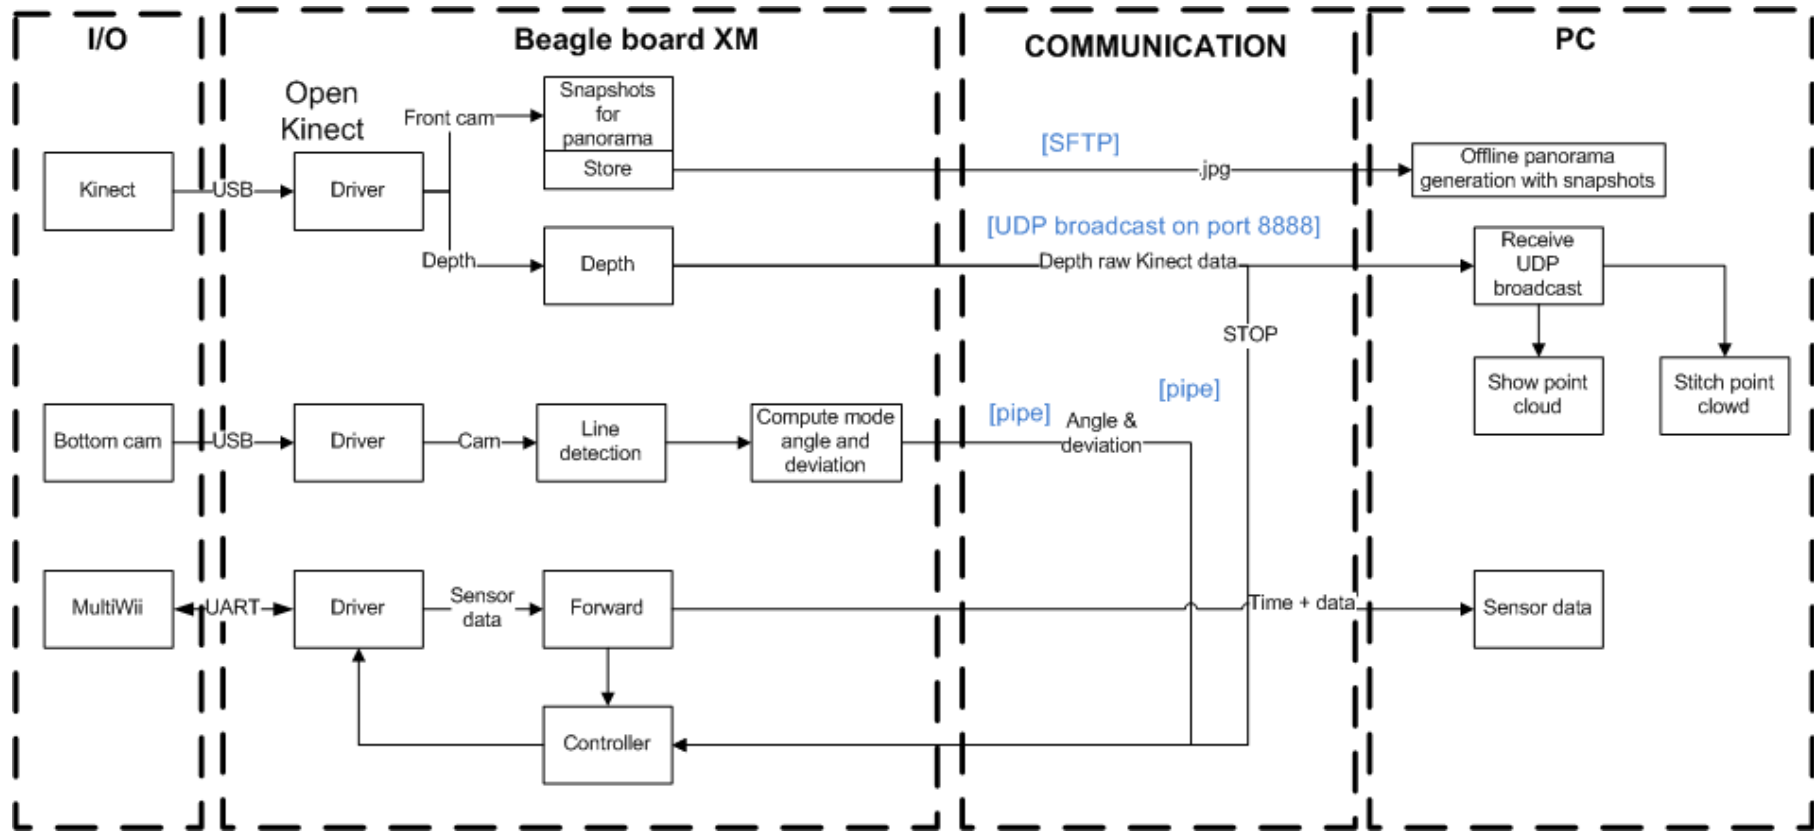 I/O
Beagle board XM
COMMUNICATION
PC
Open
Kinect
Kinect
USB
Driver
Front cam
Snapshots
for
panorama
Store
[SFTP]
.jpg
Offline panorama
generation with snapshots
Depth
Depth
[UDP broadcast on port 8888]
Depth raw Kinect data
Receive
UDP
broadcast
STOP
Show point
cloud
Stitch point
clowd
Bottom cam
USB
Driver
Cam
Line
detection
Compute mode
angle and
deviation
[pipe]
Angle &
deviation
[pipe]
MultiWii
UART
Driver
Sensor
data
Forward
Time + data
Sensor data
Controller